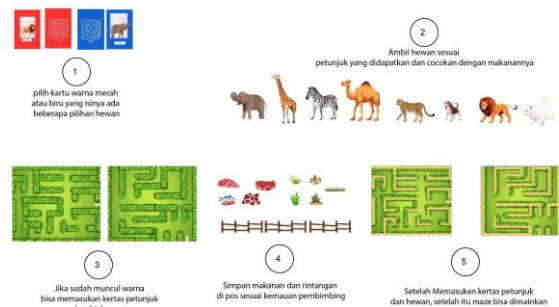 1
pilih kartu warna merah
atau biru yang isinya ada
beberapa pilihan hewan
2
Ambil hewan sesuai
petunjuk yang didapatkan dan cocokan dengan makanannya
3
Jika sudah muncul warna
bisa memasukan kertas petunjuk
4
Simpan makanan dan rintangan
di pos sesuai kemauan pembimbing
5
Setelah Memasukan kertas petunjuk
dan hewan, setelah itu maze bisa dimainkan